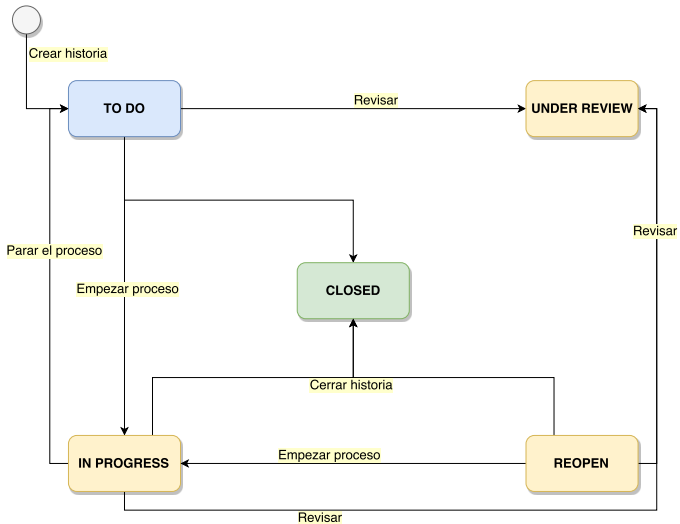 Crear historia
TO DO
Revisar
UNDER REVIEW
Revisar
Parar el proceso
Empezar proceso
CLOSED
Cerrar historia
IN PROGRESS
Empezar proceso
REOPEN
Revisar